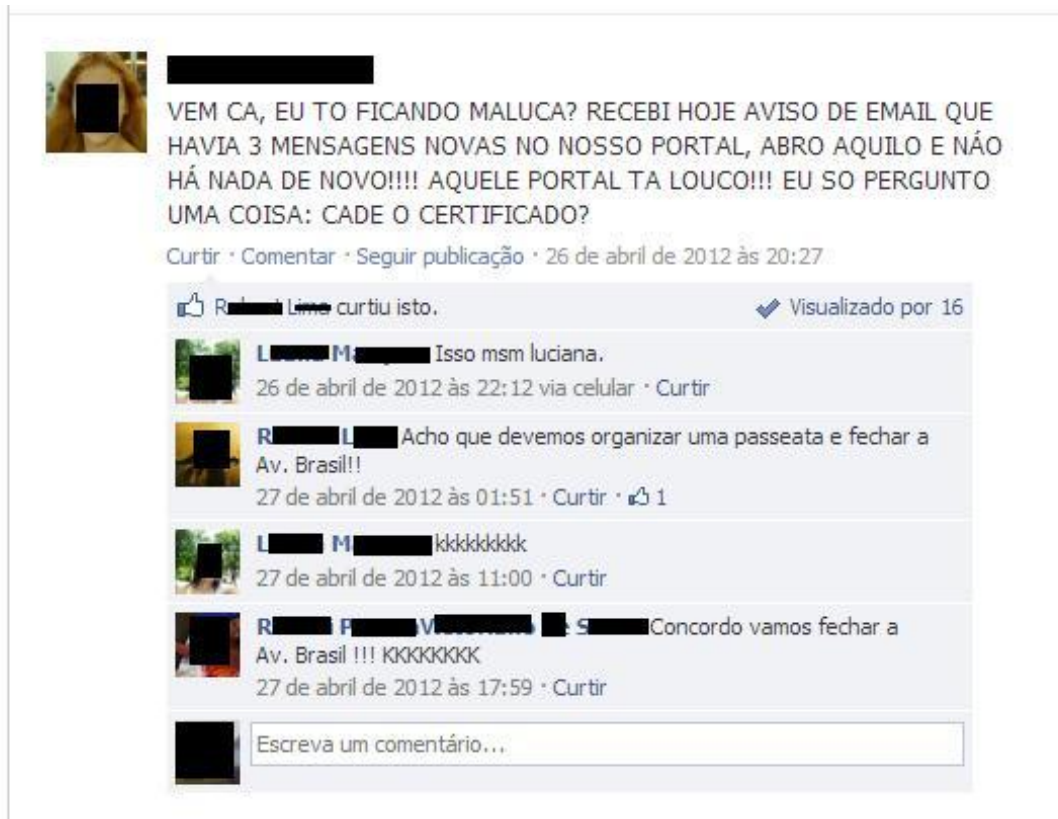 VEM CA, EU TO FICANDO MALUCA? RECEBI HOJE AVISO DE EMAIL QUE
HAVIA 3 MENSAGENS NOVAS NO NOSSO PORTAL, ABRO AQUILO E NÁO
HÁ NADA DE NOVO!!!! AQUELE PORTAL TA LOUCO!!! EU SO PERGUNTO
UMA COISA: CADE O CERTIFICADO?
Curtir · Comentar · Seguir publicação · 26 de abril de 2012 às 20:27
curtiu isto. Visualizado por 16
Isso msm luciana.
26 de abril de 2012 às 22:12 via celular · Curtir
Acho que devemos organizar uma passeata e fechar a
Av. Brasil!!
27 de abril de 2012 às 01:51 · Curtir · 1
kkkkkkkkk
27 de abril de 2012 às 11:00 · Curtir
Concordo vamos fechar a
Av. Brasil !!! KKKKKKKK
27 de abril de 2012 às 17:59 · Curtir
Escreva um comentário...